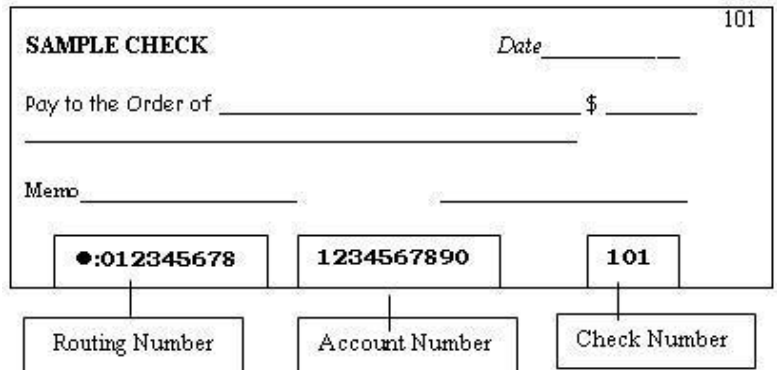 101
SAMPLE CHECK Date
Pay to the Order of $
Memo
●:012345678 1234567890 101
Routing Number Account Number Check Number